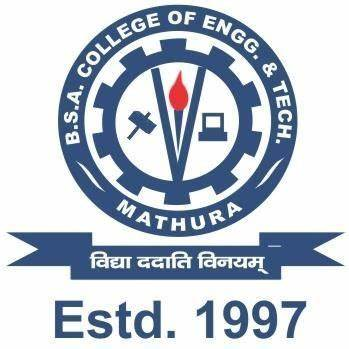 B.S.A. COLLEGE OF ENGG. & TECH.
MATHURA
विद्या ददाति विनयम्
Estd. 1997